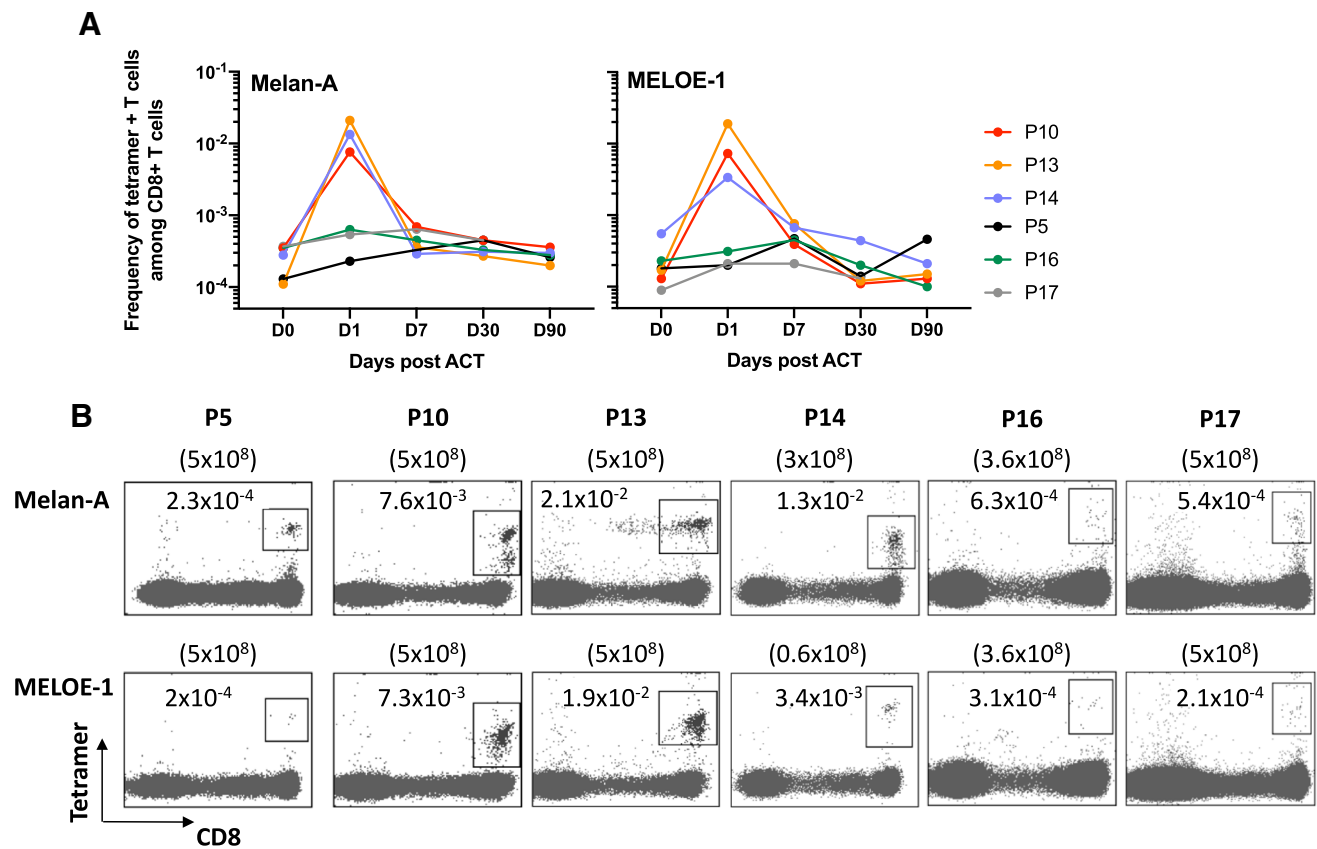 A
Frequency of tetramer + T cells
among CD8+ T cells
Melan-A
10⁻¹
10⁻²
10⁻³
10⁻⁴
D0 D1 D7 D30 D90
Days post ACT
MELOE-1
D0 D1 D7 D30 D90
Days post ACT
P10
P13
P14
P5
P16
P17
B
P5 P10 P13 P14 P16 P17
(5x10⁸) (5x10⁸) (5x10⁸) (3x10⁸) (3.6x10⁸) (5x10⁸)
Melan-A 2.3x10⁻⁴ 7.6x10⁻³ 2.1x10⁻² 1.3x10⁻² 6.3x10⁻⁴ 5.4x10⁻⁴
(5x10⁸) (5x10⁸) (5x10⁸) (0.6x10⁸) (3.6x10⁸) (5x10⁸)
MELOE-1 2x10⁻⁴ 7.3x10⁻³ 1.9x10⁻² 3.4x10⁻³ 3.1x10⁻⁴ 2.1x10⁻⁴
Tetramer
CD8